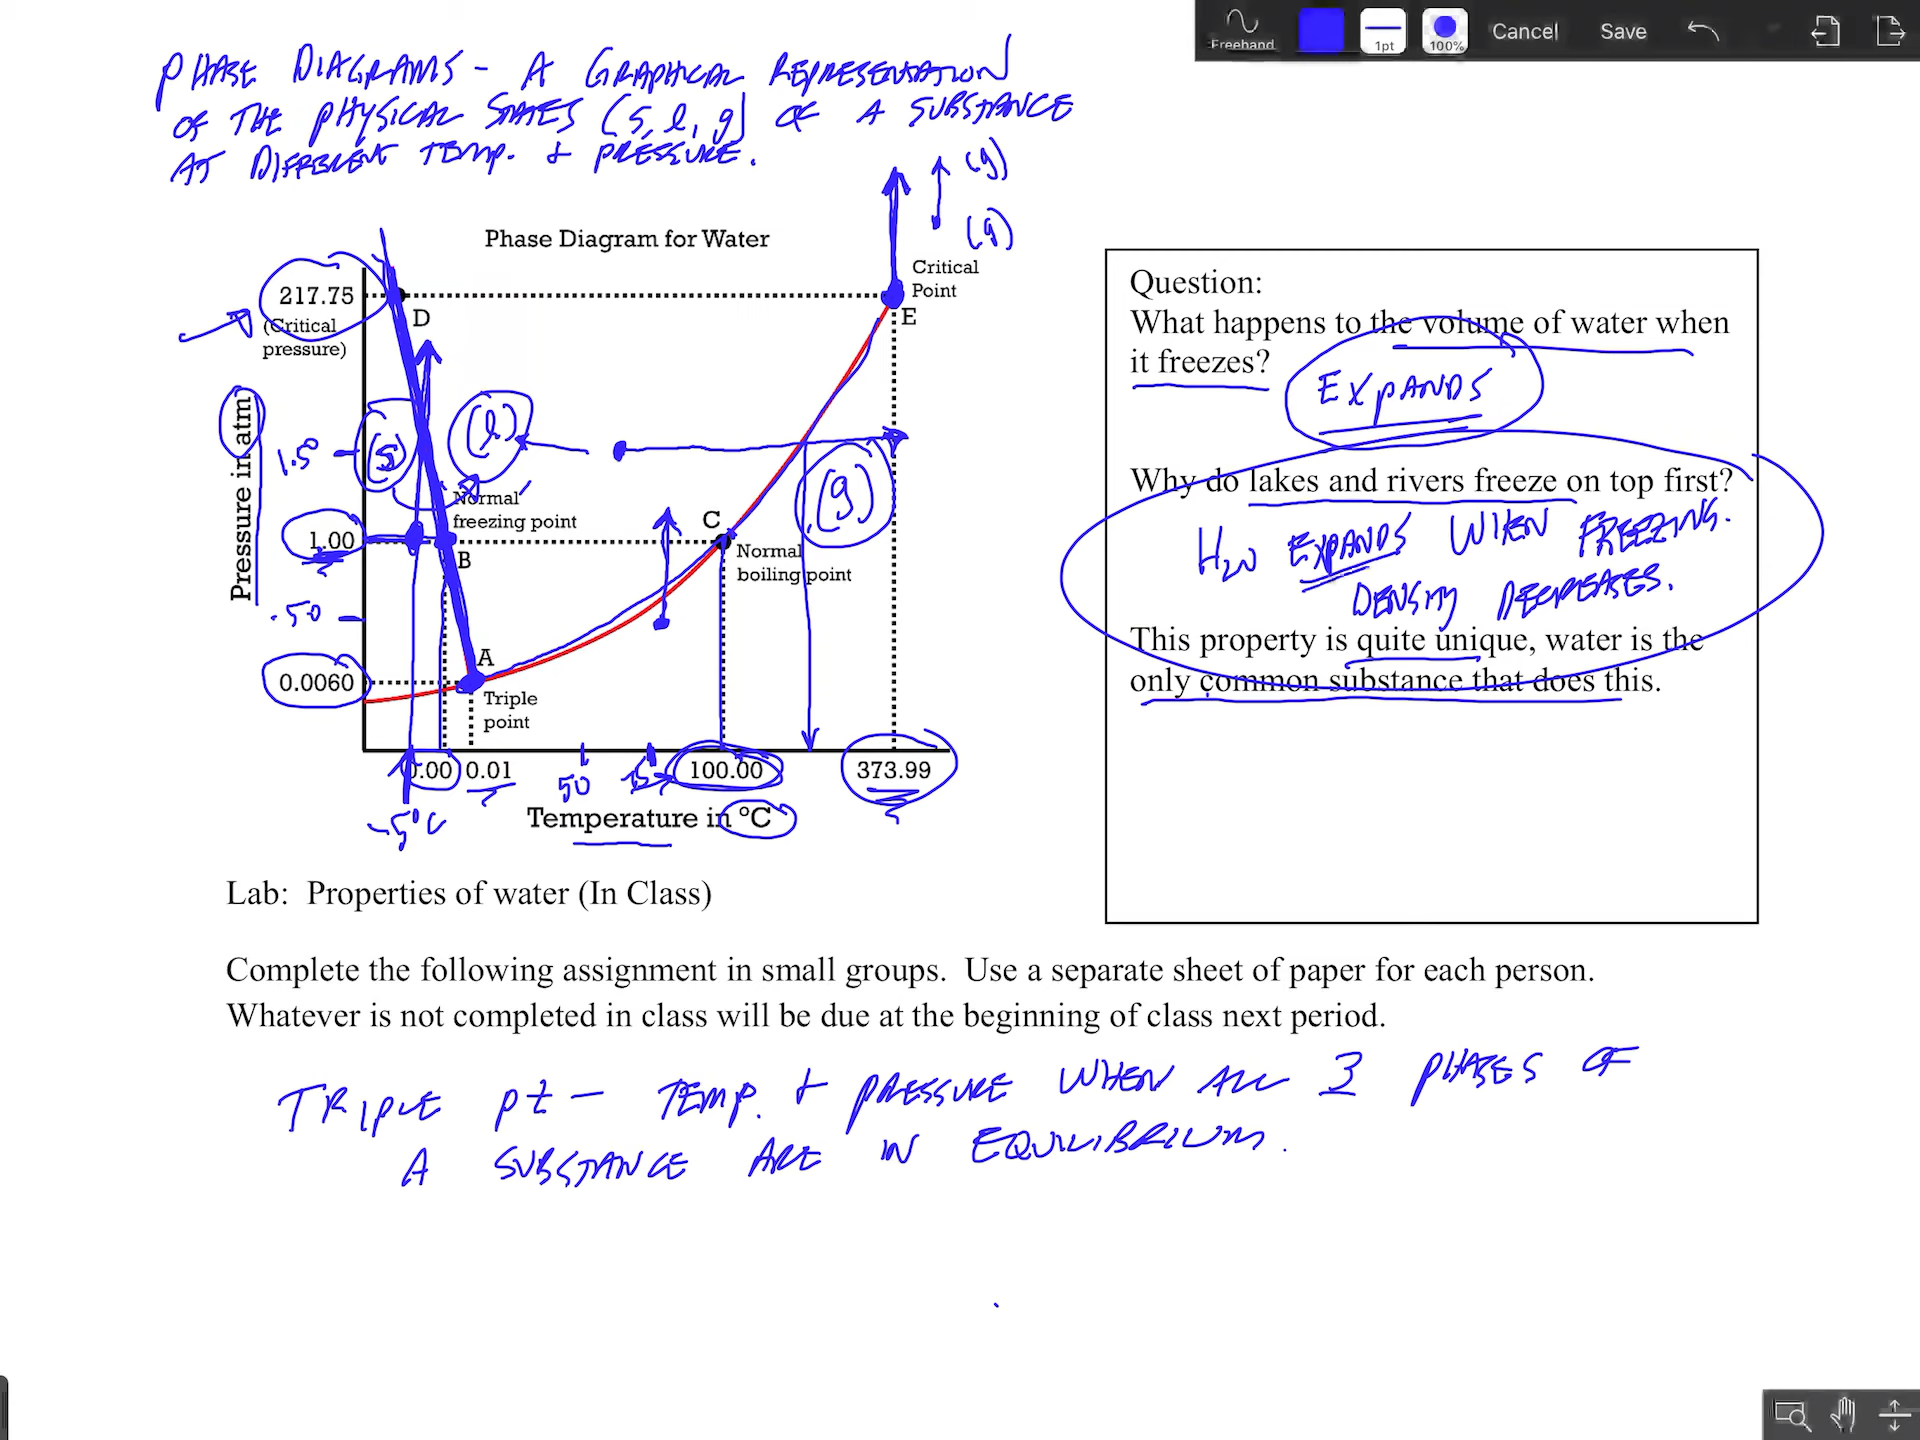 Freehand 1pt 100% Cancel Save
PHASE DIAGRAMS - A GRAPHICAL REPRESENTATION
OF THE PHYSICAL STATES (s, l, g) OF A SUBSTANCE
AT DIFFERENT TEMP. & PRESSURE.
(g)
(g)
Phase Diagram for Water
Critical
Point
E
217.75
(Critical
pressure)
D
Pressure in atm
1.5
(s)
(l)
(g)
Normal
freezing point
1.00
B
C
Normal
boiling point
.50
A
0.0060
Triple
point
0.00 0.01 50 75 100.00 373.99
-5°C
Temperature in °C
Question:
What happens to the volume of water when
it freezes?
EXPANDS
Why do lakes and rivers freeze on top first?
H2O EXPANDS WHEN FREEZING.
DENSITY DECREASES.
This property is quite unique, water is the
only common substance that does this.
Lab: Properties of water (In Class)
Complete the following assignment in small groups. Use a separate sheet of paper for each person.
Whatever is not completed in class will be due at the beginning of class next period.
TRIPLE pt - TEMP. & PRESSURE WHEN ALL 3 PHASES OF
A SUBSTANCE ARE IN EQUILIBRIUM.